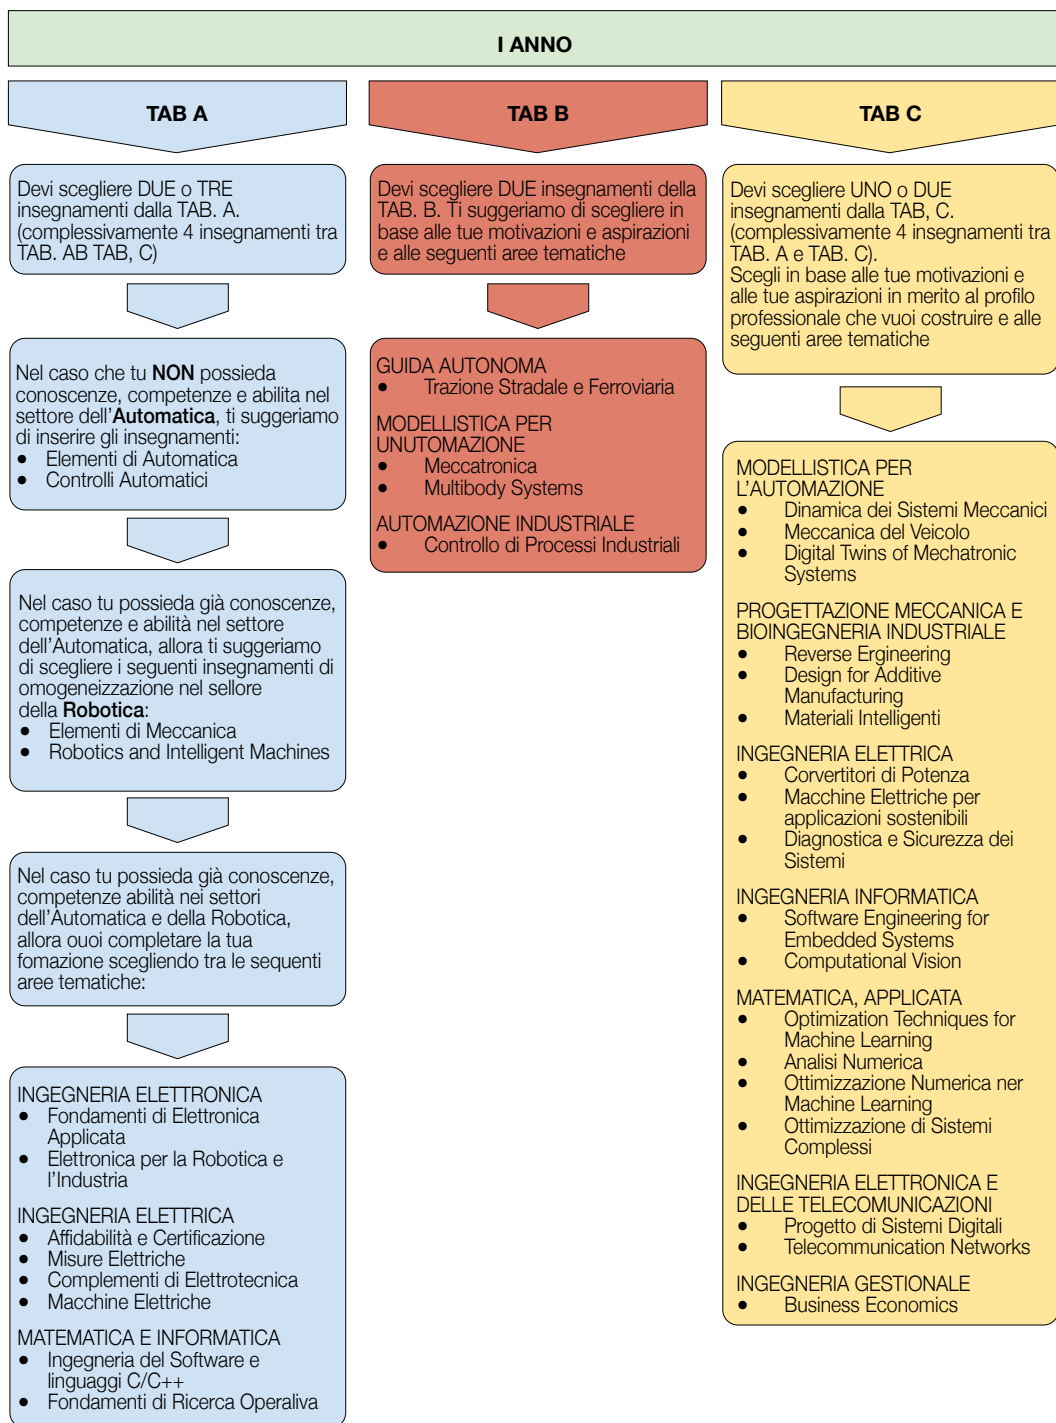 I ANNO
TAB A
Devi scegliere DUE o TRE
insegnamenti dalla TAB. A.
(complessivamente 4 insegnamenti tra
TAB. AB TAB, C)
Nel caso che tu NON possieda
conoscenze, competenze e abilita nel
settore dell'Automatica, ti suggeriamo
di inserire gli insegnamenti:
• Elementi di Automatica
• Controlli Automatici
Nel caso tu possieda già conoscenze,
competenze e abilità nel settore
dell'Automatica, allora ti suggeriamo
di scegliere i seguenti insegnamenti di
omogeneizzazione nel sellore
della Robotica:
• Elementi di Meccanica
• Robotics and Intelligent Machines
Nel caso tu possieda già conoscenze,
competenze abilità nei settori
dell'Automatica e della Robotica,
allora ouoi completare la tua
fomazione scegliendo tra le sequenti
aree tematiche:
INGEGNERIA ELETTRONICA
• Fondamenti di Elettronica
Applicata
• Elettronica per la Robotica e
l'Industria
INGEGNERIA ELETTRICA
• Affidabilità e Certificazione
• Misure Elettriche
• Complementi di Elettrotecnica
• Macchine Elettriche
MATEMATICA E INFORMATICA
• Ingegneria del Software e
linguaggi C/C++
• Fondamenti di Ricerca Operaliva
TAB B
Devi scegliere DUE insegnamenti della
TAB. B. Ti suggeriamo di scegliere in
base alle tue motivazioni e aspirazioni
e alle seguenti aree tematiche
GUIDA AUTONOMA
• Trazione Stradale e Ferroviaria
MODELLISTICA PER
UNUTOMAZIONE
• Meccatronica
• Multibody Systems
AUTOMAZIONE INDUSTRIALE
• Controllo di Processi Industriali
TAB C
Devi scegliere UNO o DUE
insegnamenti dalla TAB, C.
(complessivamente 4 insegnamenti tra
TAB. A e TAB. C).
Scegli in base alle tue motivazioni e
alle tue aspirazioni in merito al profilo
professionale che vuoi costruire e alle
seguenti aree tematiche
MODELLISTICA PER
L'AUTOMAZIONE
• Dinamica dei Sistemi Meccanici
• Meccanica del Veicolo
• Digital Twins of Mechatronic
Systems
PROGETTAZIONE MECCANICA E
BIOINGEGNERIA INDUSTRIALE
• Reverse Ergineering
• Design for Additive
Manufacturing
• Materiali Intelligenti
INGEGNERIA ELETTRICA
• Corvertitori di Potenza
• Macchine Elettriche per
applicazioni sostenibili
• Diagnostica e Sicurezza dei
Sistemi
INGEGNERIA INFORMATICA
• Software Engineering for
Embedded Systems
• Computational Vision
MATEMATICA, APPLICATA
• Optimization Techniques for
Machine Learning
• Analisi Numerica
• Ottimizzazione Numerica ner
Machine Learning
• Ottimizzazione di Sistemi
Complessi
INGEGNERIA ELETTRONICA E
DELLE TELECOMUNICAZIONI
• Progetto di Sistemi Digitali
• Telecommunication Networks
INGEGNERIA GESTIONALE
• Business Economics